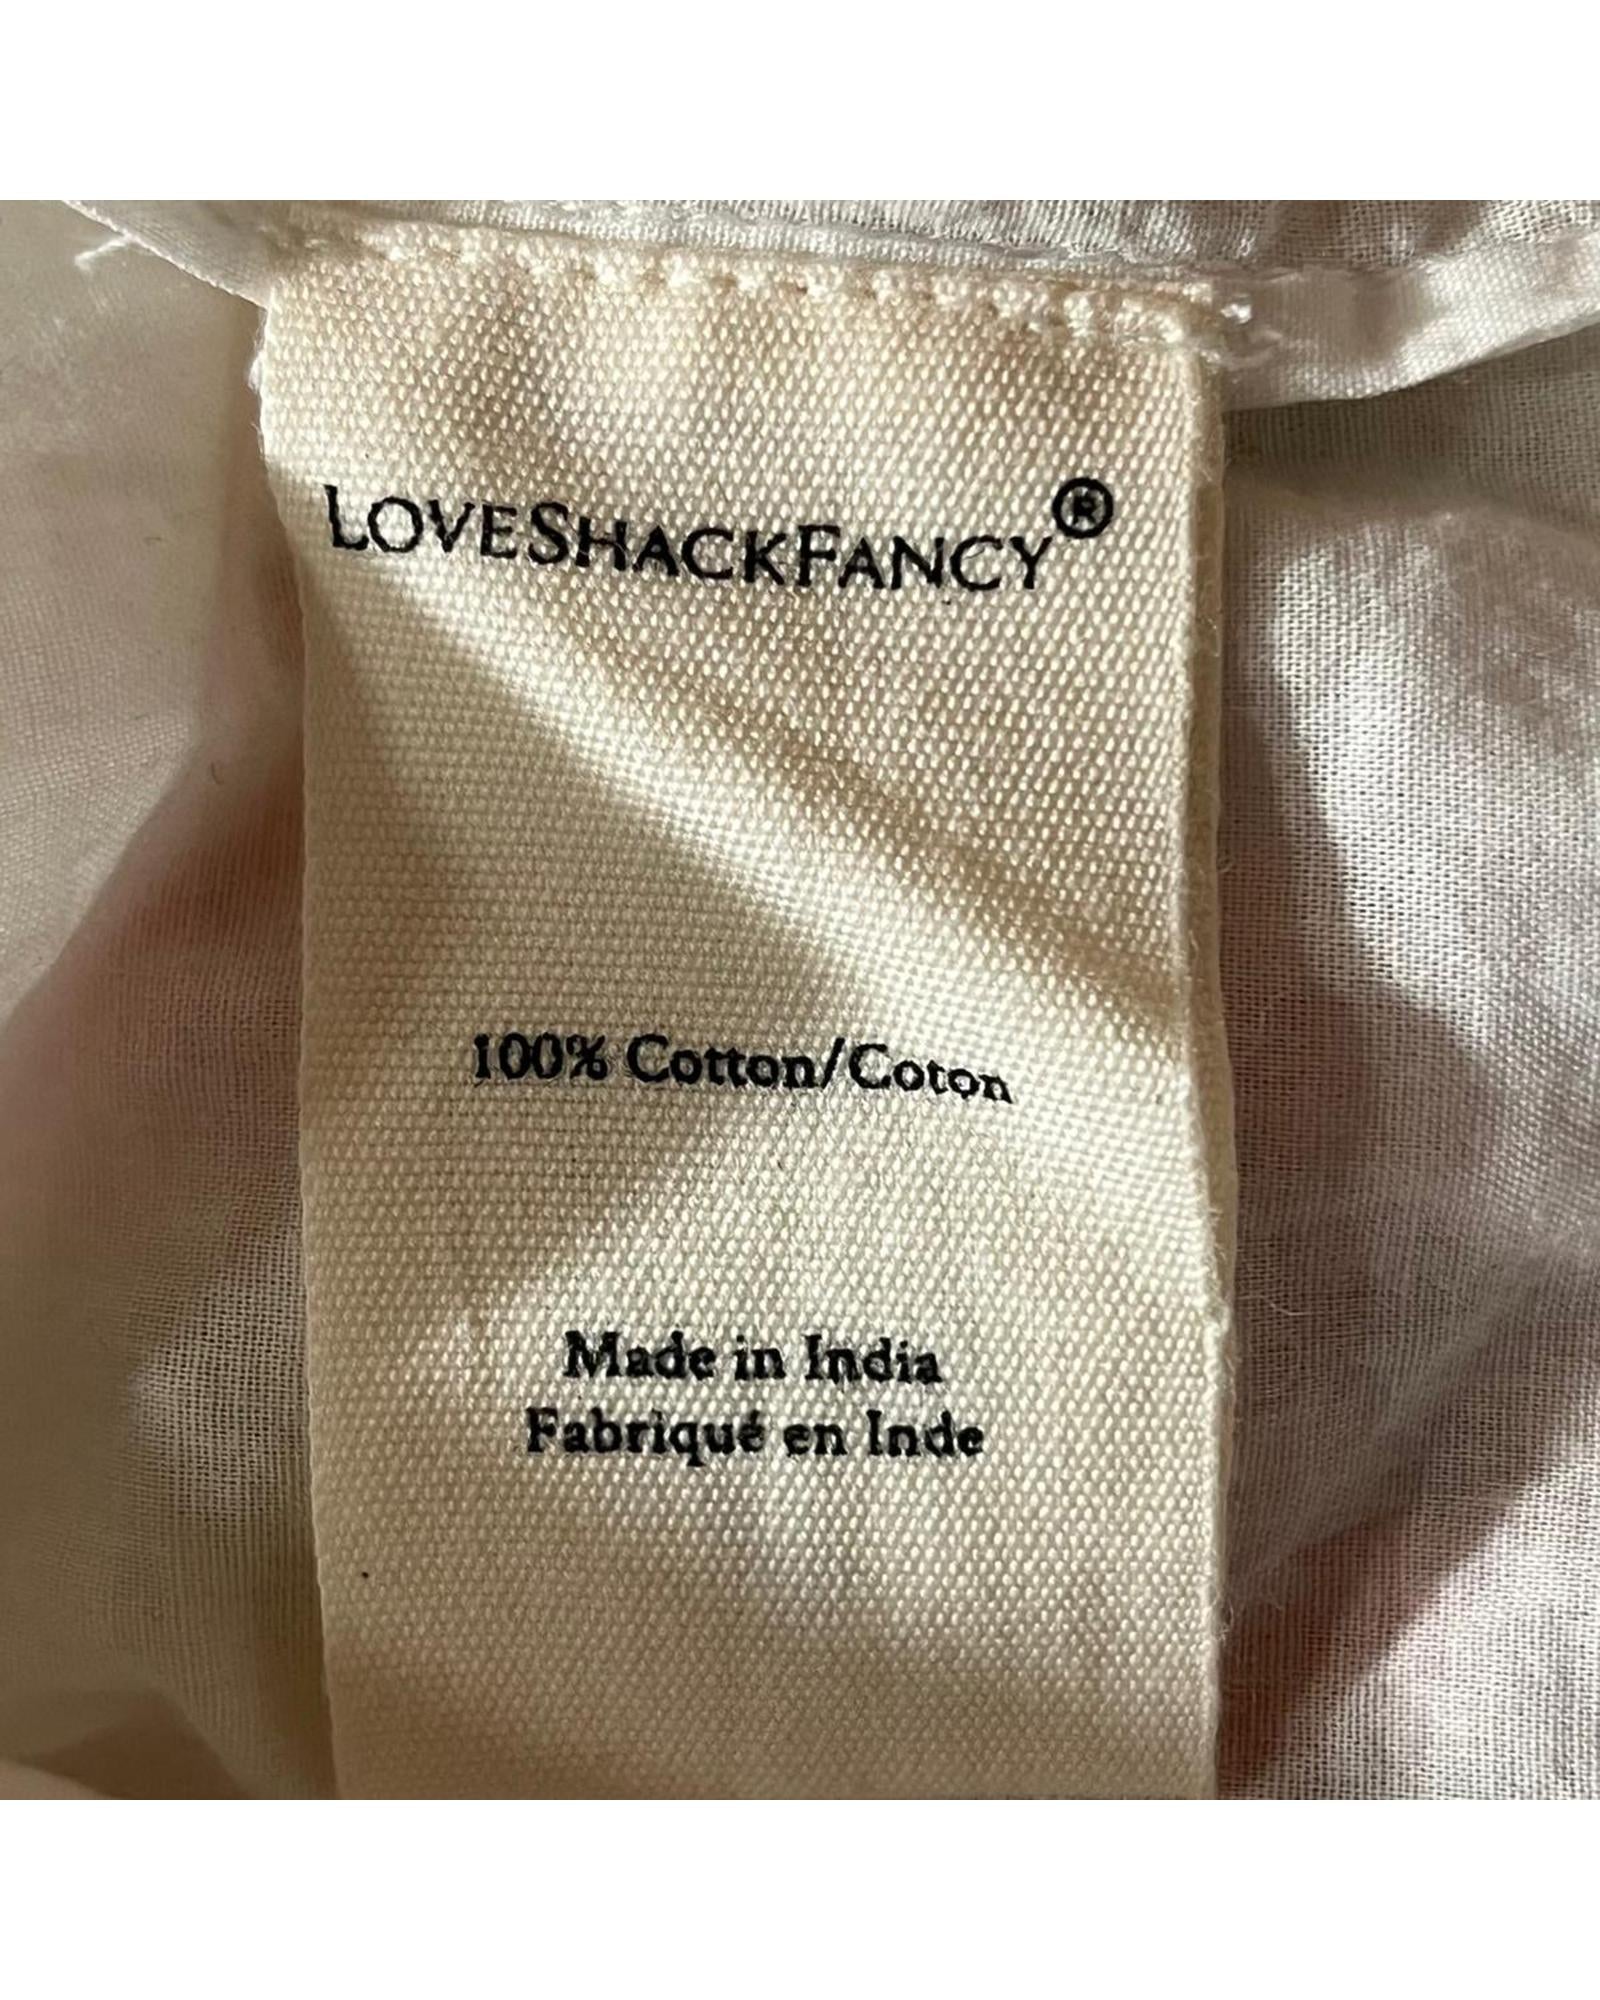 LOVESHACKFANCY®
100% Cotton/Coton
Made in India
Fabriqué en Inde